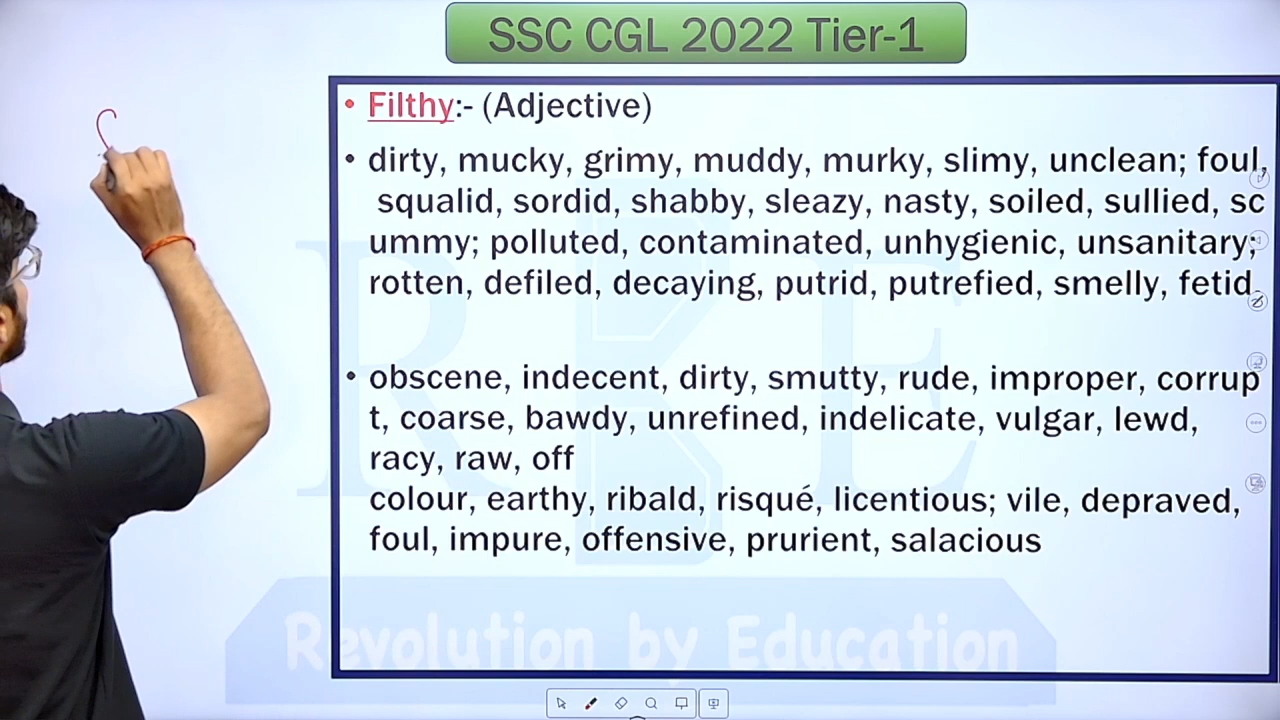 SSC CGL 2022 Tier-1
• Filthy:- (Adjective)
• dirty, mucky, grimy, muddy, murky, slimy, unclean; foul,
squalid, sordid, shabby, sleazy, nasty, soiled, sullied, sc
ummy; polluted, contaminated, unhygienic, unsanitary;
rotten, defiled, decaying, putrid, putrefied, smelly, fetid.
• obscene, indecent, dirty, smutty, rude, improper, corrup
t, coarse, bawdy, unrefined, indelicate, vulgar, lewd,
racy, raw, off
colour, earthy, ribald, risqué, licentious; vile, depraved,
foul, impure, offensive, prurient, salacious
RBE
Revolution by Education